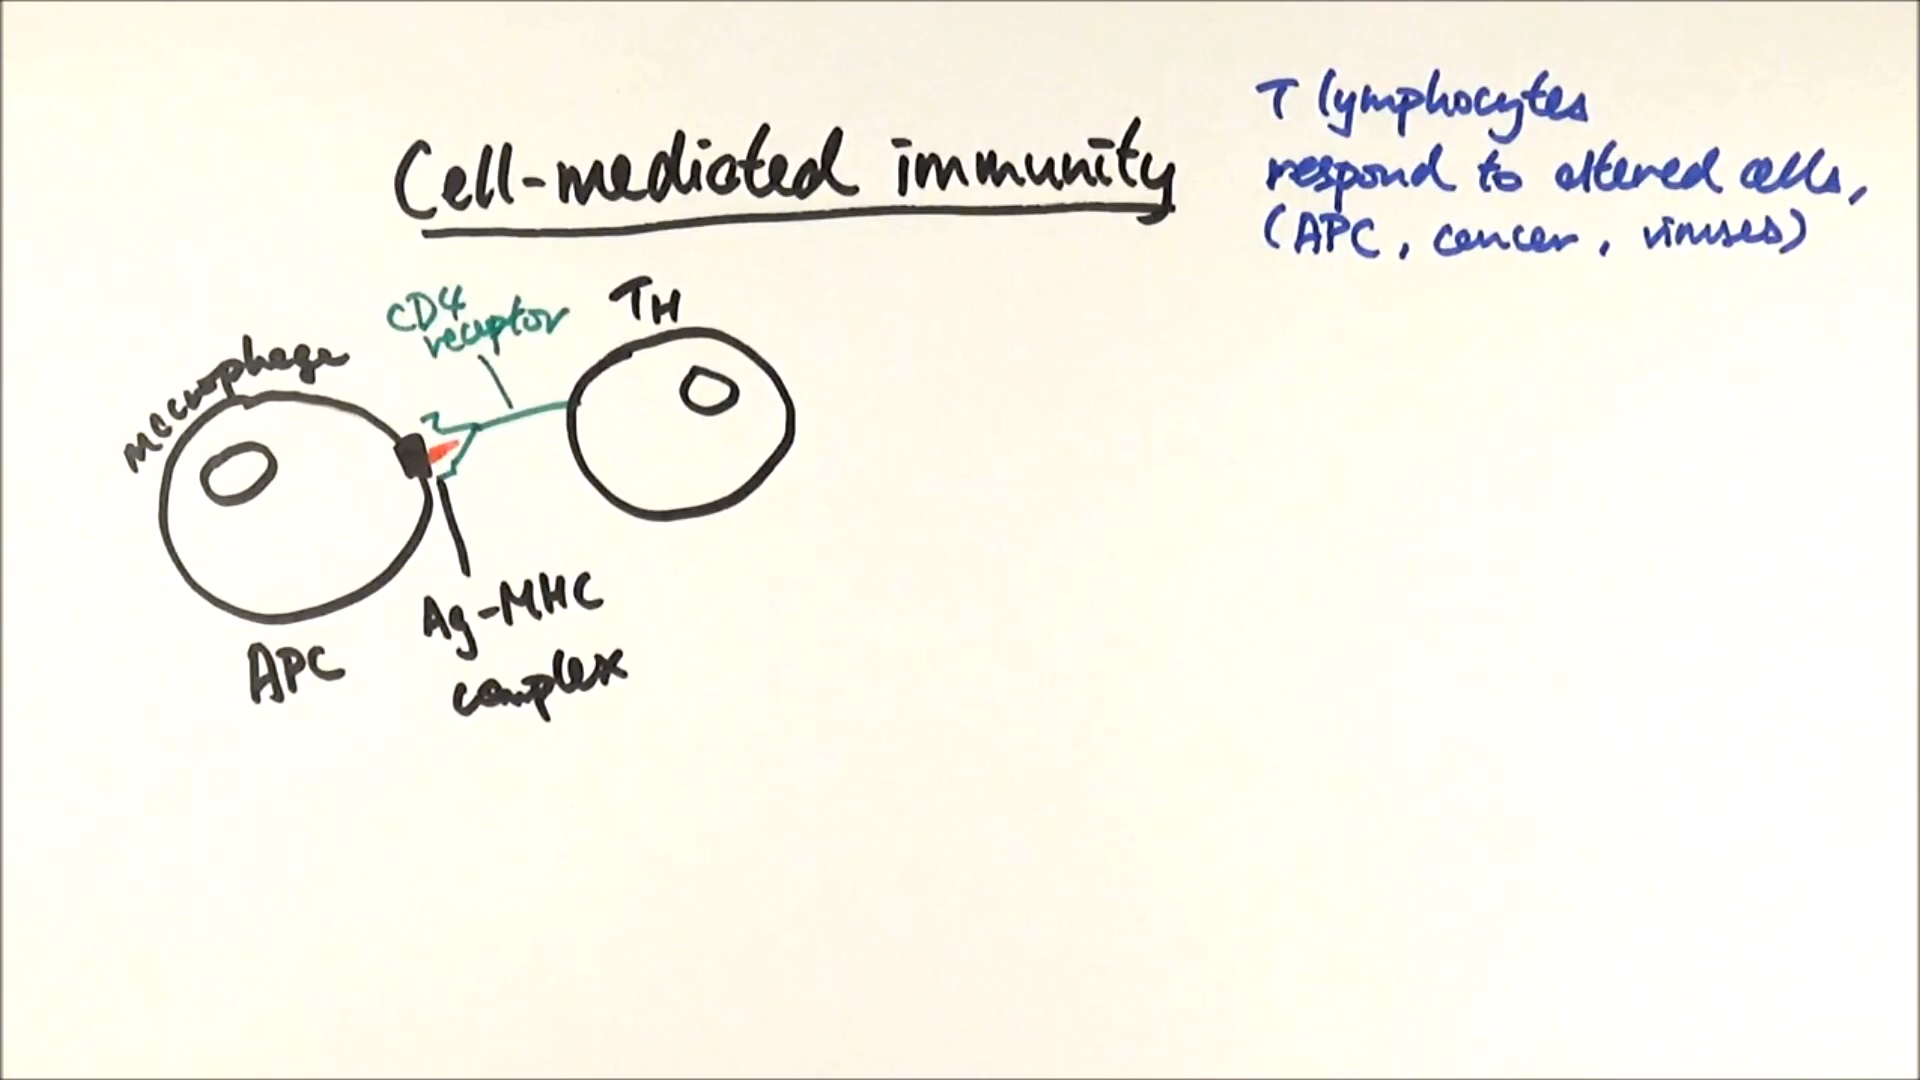 Cell-mediated immunity
T lymphocytes
respond to altered cells,
(APC, cancer, viruses)
CD4
receptor
TH
macrophage
Ag-MHC
complex
APC